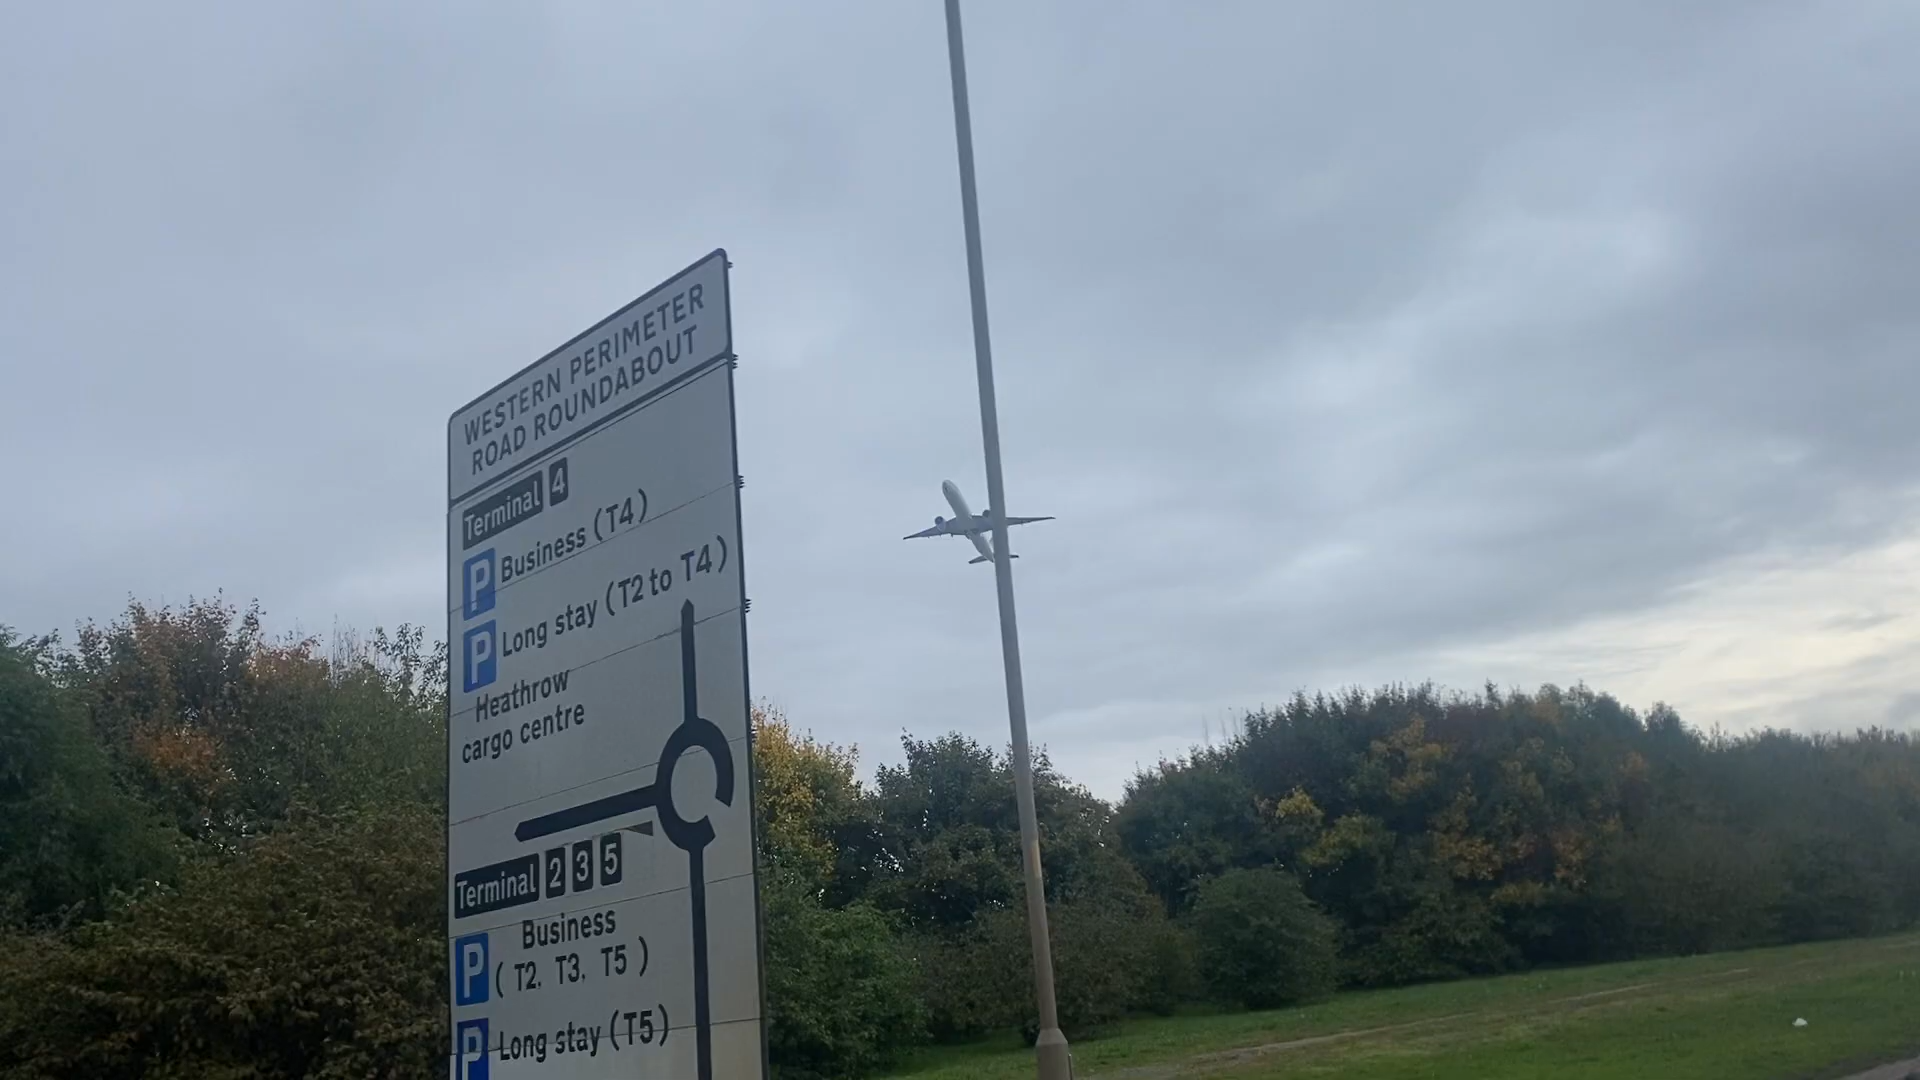 WESTERN PERIMETER
ROAD ROUNDABOUT
Terminal 4
P Business (T4)
P Long stay (T2 to T4)
Heathrow
cargo centre
Terminal 2 3 5
Business
P ( T2, T3, T5 )
P Long stay (T5)